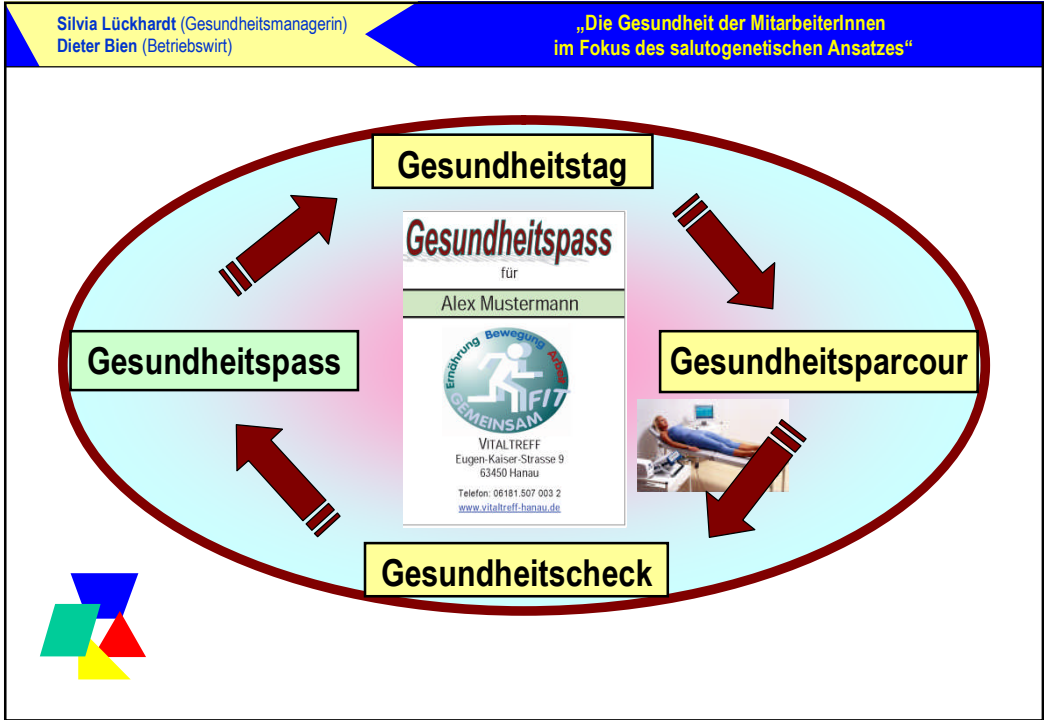 Silvia Lückhardt (Gesundheitsmanagerin)
Dieter Bien (Betriebswirt)
„Die Gesundheit der MitarbeiterInnen
im Fokus des salutogenetischen Ansatzes“
Gesundheitstag
Gesundheitspass
für
Alex Mustermann
Ernährung Bewegung Arbeit
FIT
GEMEINSAM
VITALTREFF
Eugen-Kaiser-Strasse 9
63450 Hanau
Telefon: 06181.507 003 2
www.vitaltreff-hanau.de
Gesundheitspass
Gesundheitsparcour
Gesundheitscheck